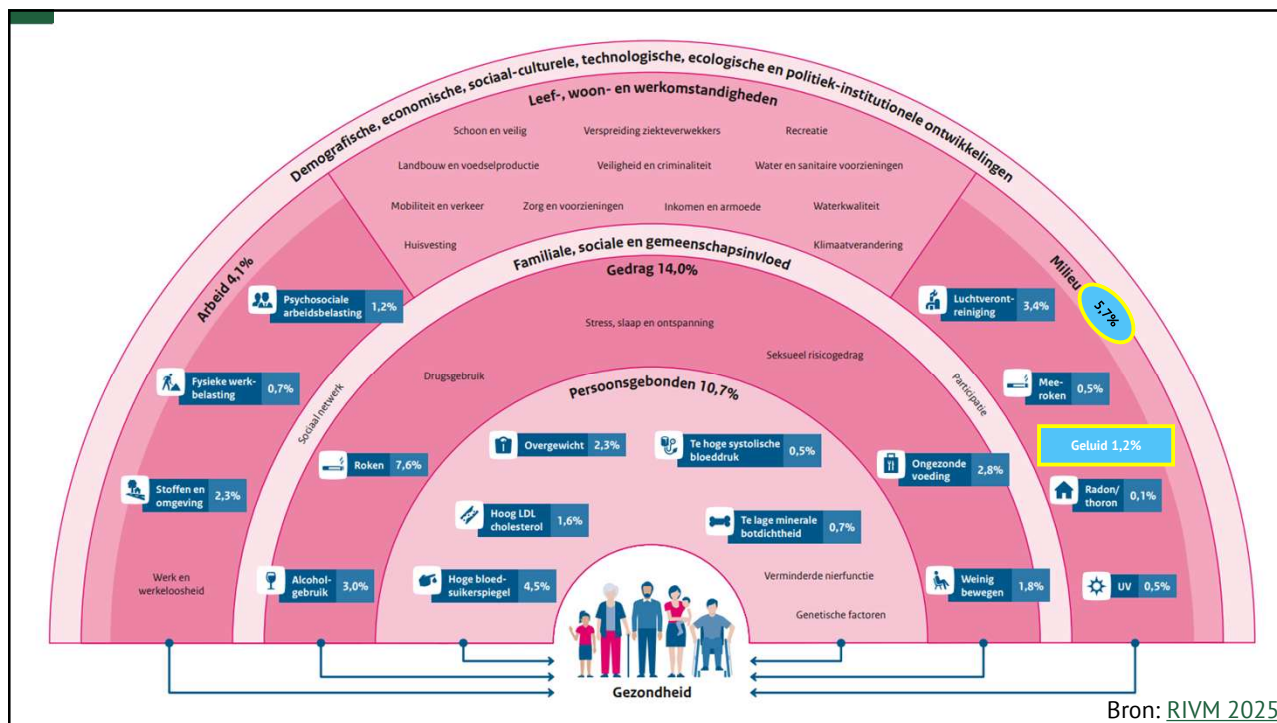 Demografische, economische, sociaal-culturele, technologische, ecologische en politiek-institutionele ontwikkelingen
Leef-, woon- en werkomstandigheden
Schoon en veilig
Verspreiding ziekteverwekkers
Recreatie
Landbouw en voedselproductie
Veiligheid en criminaliteit
Water en sanitaire voorzieningen
Mobiliteit en verkeer
Zorg en voorzieningen
Inkomen en armoede
Waterkwaliteit
Huisvesting
Klimaatverandering
Arbeid 4,1%
Psychosociale
arbeidsbelasting
1,2%
Fysieke werk-
belasting
0,7%
Stoffen en
omgeving
2,3%
Werk en
werkeloosheid
Familiale, sociale en gemeenschapsinvloed
Sociaal netwerk
Participatie
Gedrag 14,0%
Stress, slaap en ontspanning
Seksueel risicogedrag
Drugsgebruik
Roken
7,6%
Alcohol-
gebruik
3,0%
Ongezonde
voeding
2,8%
Weinig
bewegen
1,8%
Persoonsgebonden 10,7%
Overgewicht
2,3%
Te hoge systolische
bloeddruk
0,5%
Hoog LDL
cholesterol
1,6%
Te lage minerale
botdichtheid
0,7%
Hoge bloed-
suikerspiegel
4,5%
Verminderde nierfunctie
Genetische factoren
Milieu
5,7%
Luchtveront-
reiniging
3,4%
Mee-
roken
0,5%
Geluid 1,2%
Radon/
thoron
0,1%
UV
0,5%
Gezondheid
Bron: RIVM 2025